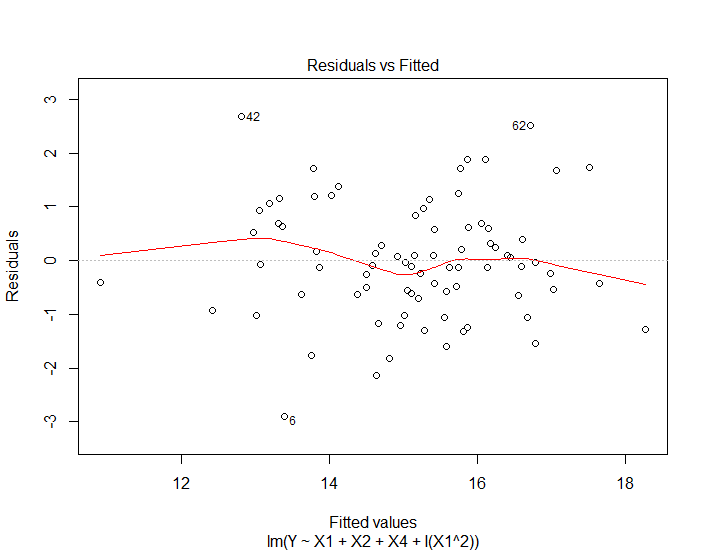 Residuals vs Fitted
3
2
1
0
-1
-2
-3
Residuals
42
62
6
12 14 16 18
Fitted values
lm(Y ~ X1 + X2 + X4 + I(X1^2))